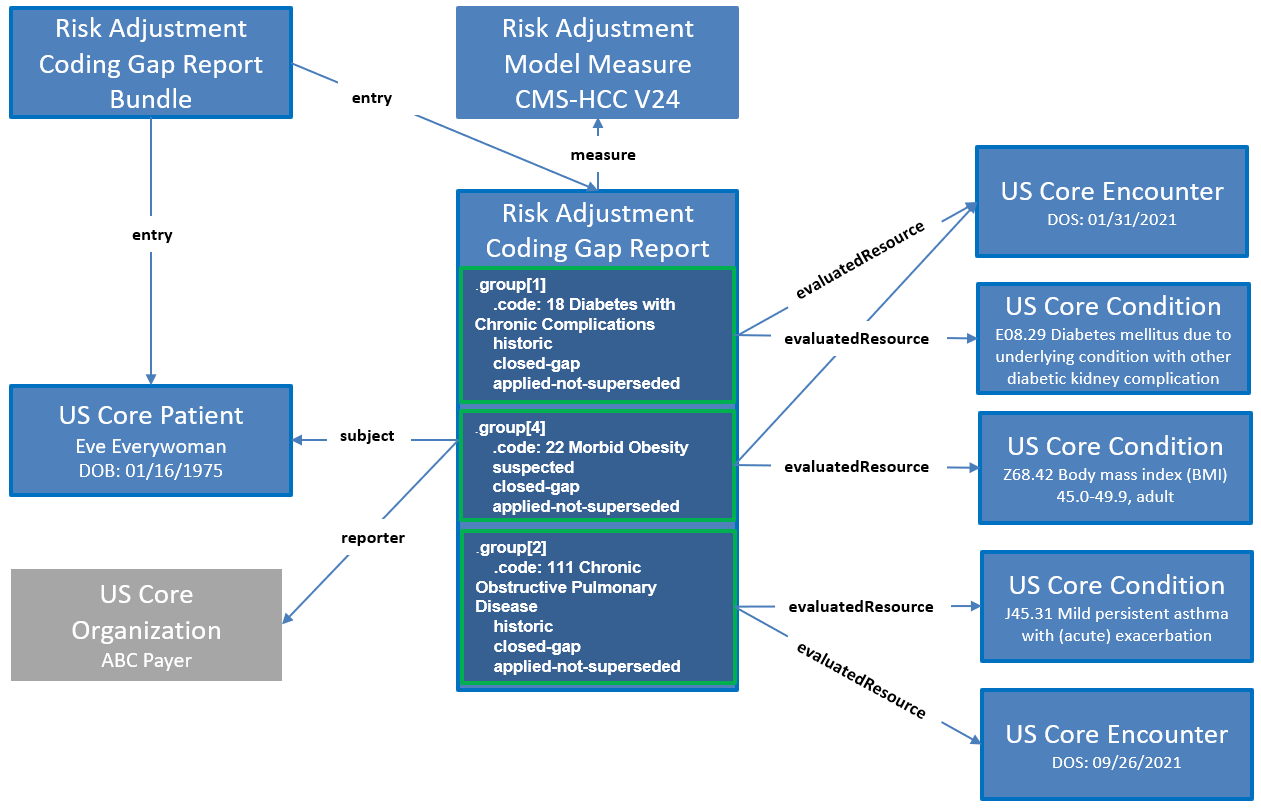 Risk Adjustment
Coding Gap Report
Bundle
Risk Adjustment
Model Measure
CMS-HCC V24
entry
measure
entry
Risk Adjustment
Coding Gap Report
.group[1]
.code: 18 Diabetes with
Chronic Complications
historic
closed-gap
applied-not-superseded
.group[4]
.code: 22 Morbid Obesity
suspected
closed-gap
applied-not-superseded
.group[2]
.code: 111 Chronic
Obstructive Pulmonary
Disease
historic
closed-gap
applied-not-superseded
US Core Patient
Eve Everywoman
DOB: 01/16/1975
subject
reporter
US Core
Organization
ABC Payer
evaluatedResource
evaluatedResource
evaluatedResource
evaluatedResource
evaluatedResource
US Core Encounter
DOS: 01/31/2021
US Core Condition
E08.29 Diabetes mellitus due to
underlying condition with other
diabetic kidney complication
US Core Condition
Z68.42 Body mass index (BMI)
45.0-49.9, adult
US Core Condition
J45.31 Mild persistent asthma
with (acute) exacerbation
US Core Encounter
DOS: 09/26/2021